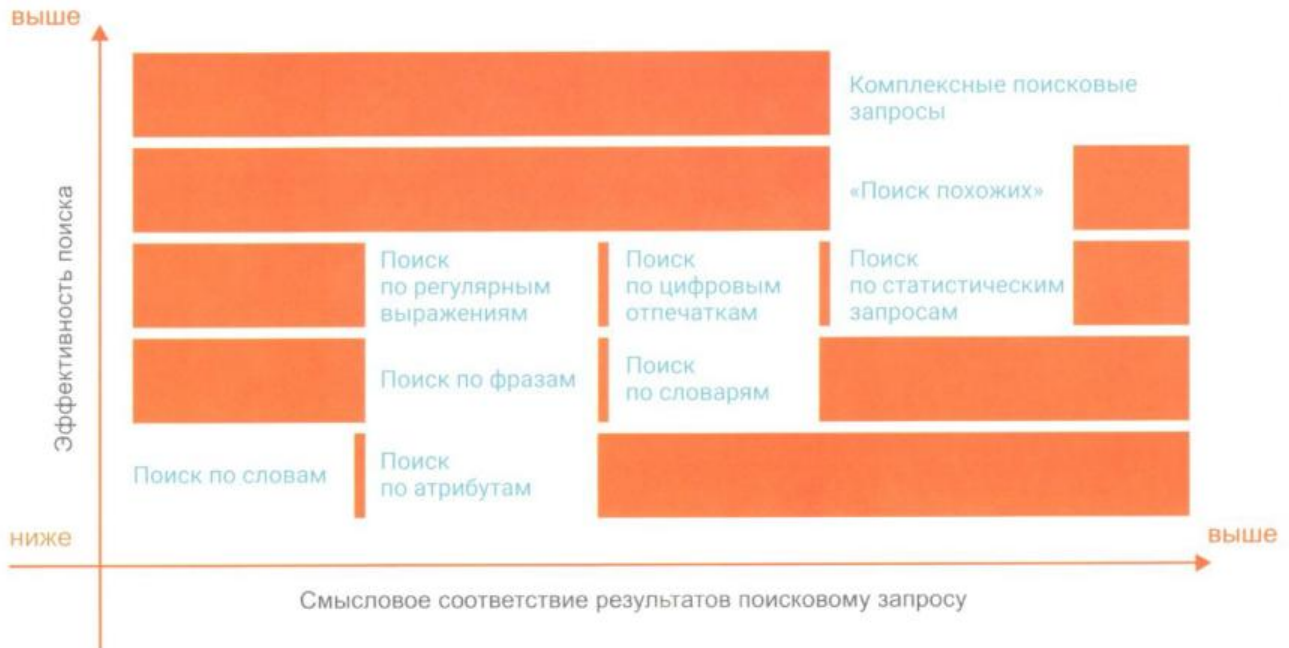 выше
Комплексные поисковые
запросы
«Поиск похожих»
Поиск
по регулярным
выражениям
Поиск
по цифровым
отпечаткам
Поиск
по статистическим
запросам
Поиск по фразам
Поиск
по словарям
Поиск по словам
Поиск
по атрибутам
Эффективность поиска
ниже
выше
Смысловое соответствие результатов поисковому запросу